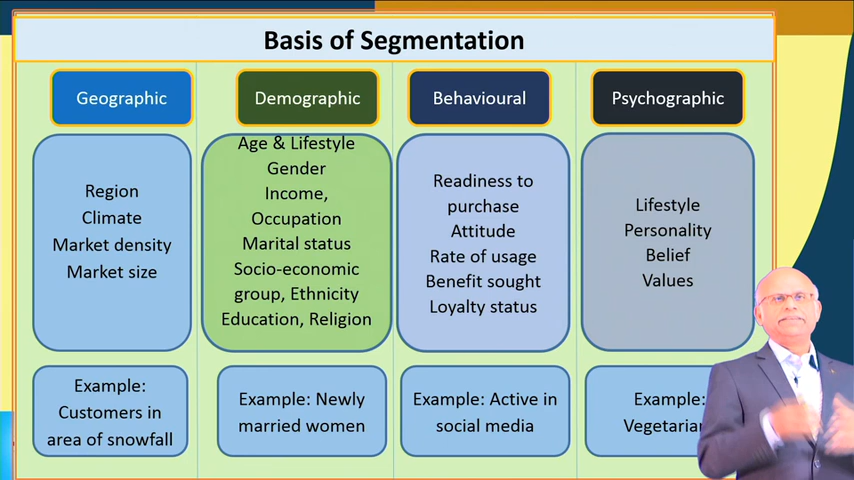 Basis of Segmentation
Geographic
Demographic
Behavioural
Psychographic
Region
Climate
Market density
Market size
Age & Lifestyle
Gender
Income,
Occupation
Marital status
Socio-economic
group, Ethnicity
Education, Religion
Readiness to
purchase
Attitude
Rate of usage
Benefit sought
Loyalty status
Lifestyle
Personality
Belief
Values
Example:
Customers in
area of snowfall
Example: Newly
married women
Example: Active in
social media
Example: